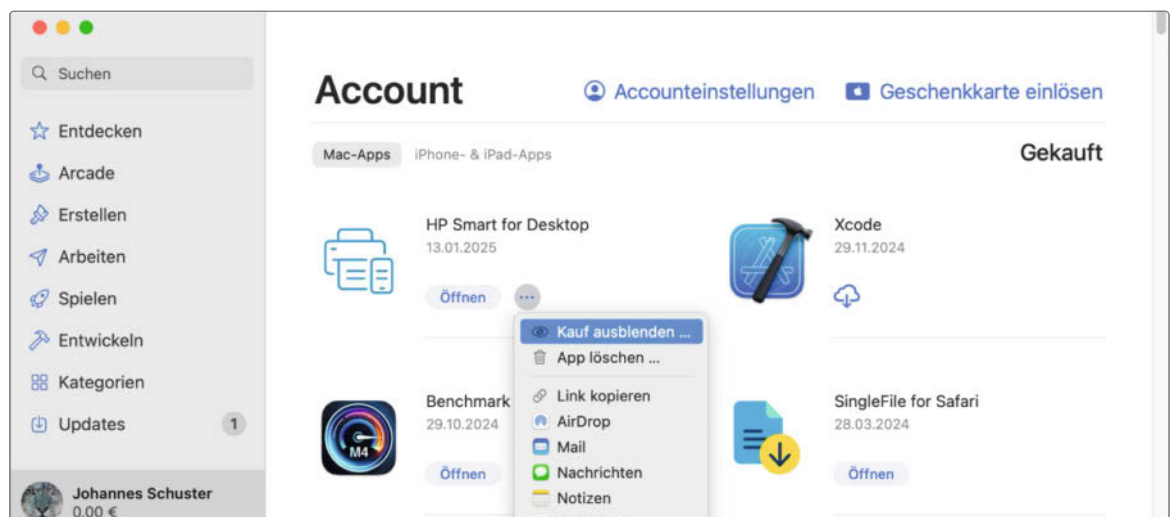 Suchen
Entdecken
Arcade
Erstellen
Arbeiten
Spielen
Entwickeln
Kategorien
Updates 1
Johannes Schuster
0,00 €
Account
Accounteinstellungen
Geschenkkarte einlösen
Mac-Apps iPhone- & iPad-Apps
Gekauft
HP Smart for Desktop
13.01.2025
Öffnen ...
Kauf ausblenden ...
App löschen ...
Link kopieren
AirDrop
Mail
Nachrichten
Notizen
Xcode
29.11.2024
Benchmark
29.10.2024
M4
Öffnen
SingleFile for Safari
28.03.2024
Öffnen